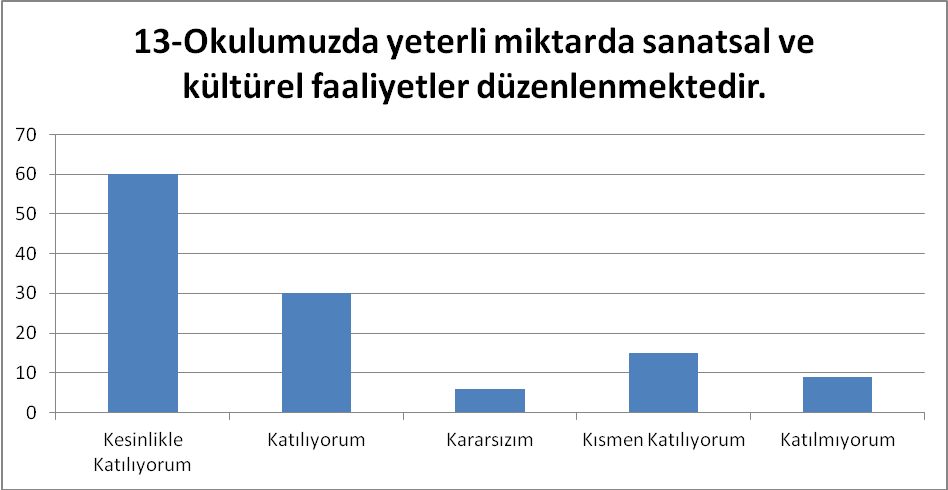 13-Okulumuzda yeterli miktarda sanatsal ve
kültürel faaliyetler düzenlenmektedir.
70
60
50
40
30
20
10
0
Kesinlikle
Katılıyorum
Katılıyorum
Kararsızım
Kısmen Katılıyorum
Katılmıyorum